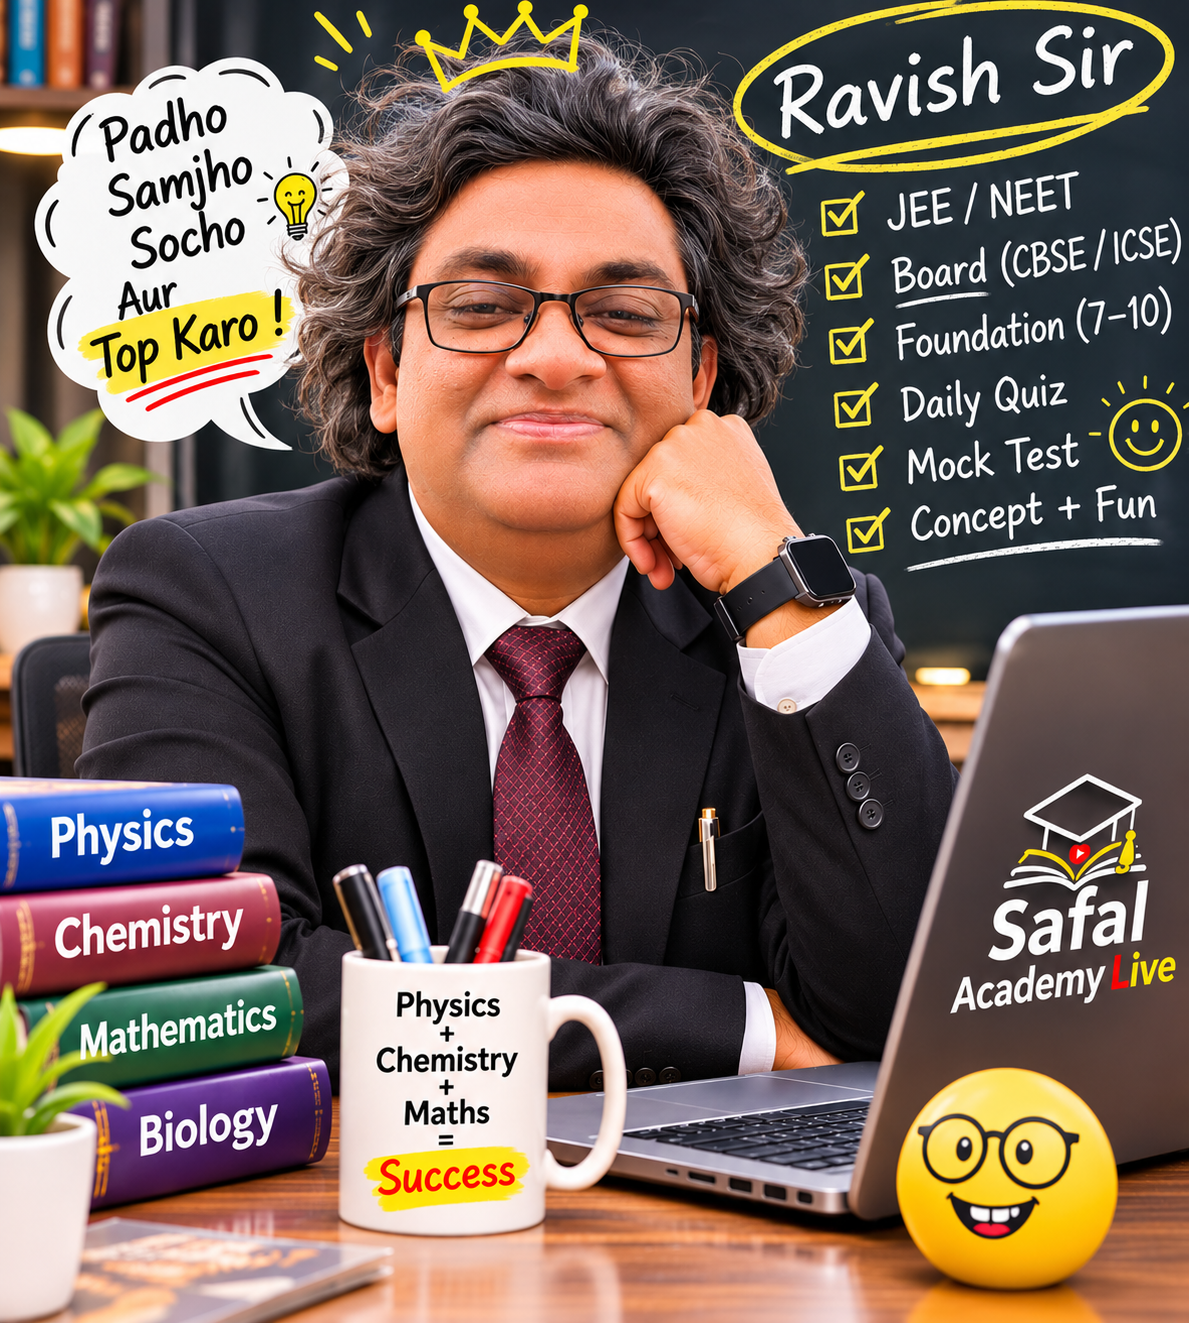 Padho
Samjho
Socho
Aur
Top Karo !
Ravish Sir
JEE / NEET
Board (CBSE / ICSE)
Foundation (7–10)
Daily Quiz
Mock Test
Concept + Fun
Physics
Chemistry
Mathematics
Biology
Physics
+
Chemistry
+
Maths
=
Success
Safal
Academy Live